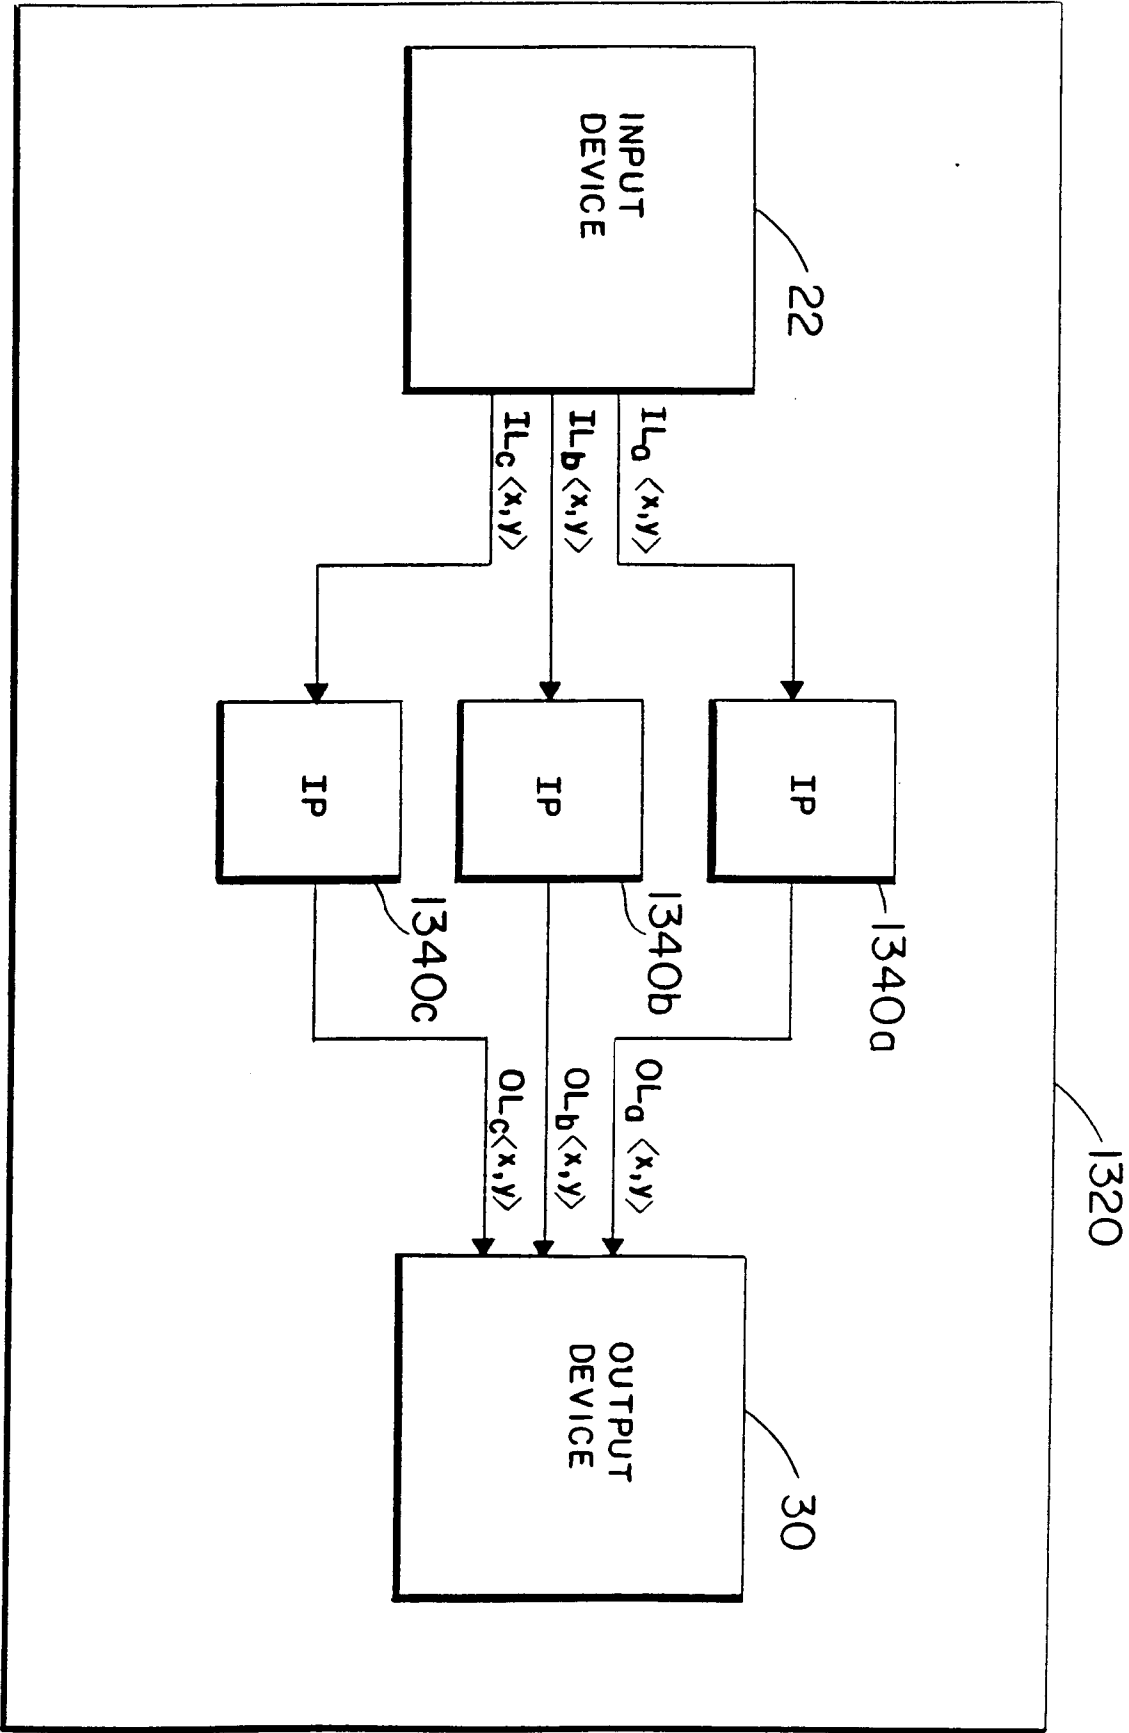 1320
22
INPUT
DEVICE
ILa <x,y>
ILb <x,y>
ILc <x,y>
IP
1340a
IP
1340b
IP
1340c
OLa <x,y>
OLb <x,y>
OLc <x,y>
30
OUTPUT
DEVICE